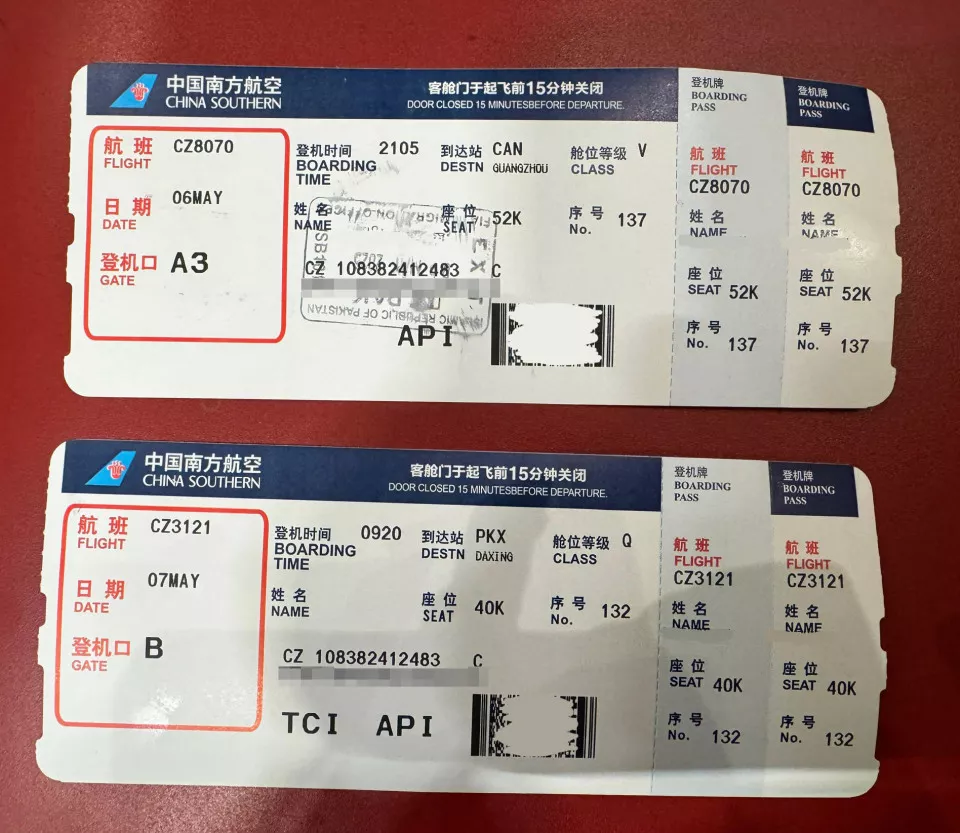 中国南方航空
CHINA SOUTHERN
客舱门于起飞前15分钟关闭
DOOR CLOSED 15 MINUTESBEFORE DEPARTURE.
登机牌
BOARDING
PASS
登机牌
BOARDING
PASS
航班 CZ8070
FLIGHT
日期 06MAY
DATE
登机口 A3
GATE
登机时间 2105 到达站 CAN 舱位等级 V
BOARDING DESTN GUANGZHOU CLASS
TIME
姓名 座位 52K 序号 137
NAME SEAT No.
CZ 108382412483 C
ISLAMIC REPUBLIC OF PAKISTAN
API
航班
FLIGHT
CZ8070
姓名
NAME
座位
SEAT 52K
序号
No. 137
航班
FLIGHT
CZ8070
姓名
NAME
座位
SEAT 52K
序号
No. 137
中国南方航空
CHINA SOUTHERN
客舱门于起飞前15分钟关闭
DOOR CLOSED 15 MINUTESBEFORE DEPARTURE.
登机牌
BOARDING
PASS
登机牌
BOARDING
PASS
航班 CZ3121
FLIGHT
日期 07MAY
DATE
登机口 B
GATE
登机时间 0920 到达站 PKX 舱位等级 Q
BOARDING DESTN DAXING CLASS
TIME
姓名 座位 40K 序号 132
NAME SEAT No.
CZ 108382412483 C
TCI API
航班
FLIGHT
CZ3121
姓名
NAME
座位
SEAT 40K
序号
No. 132
航班
FLIGHT
CZ3121
姓名
NAME
座位
SEAT 40K
序号
No. 132